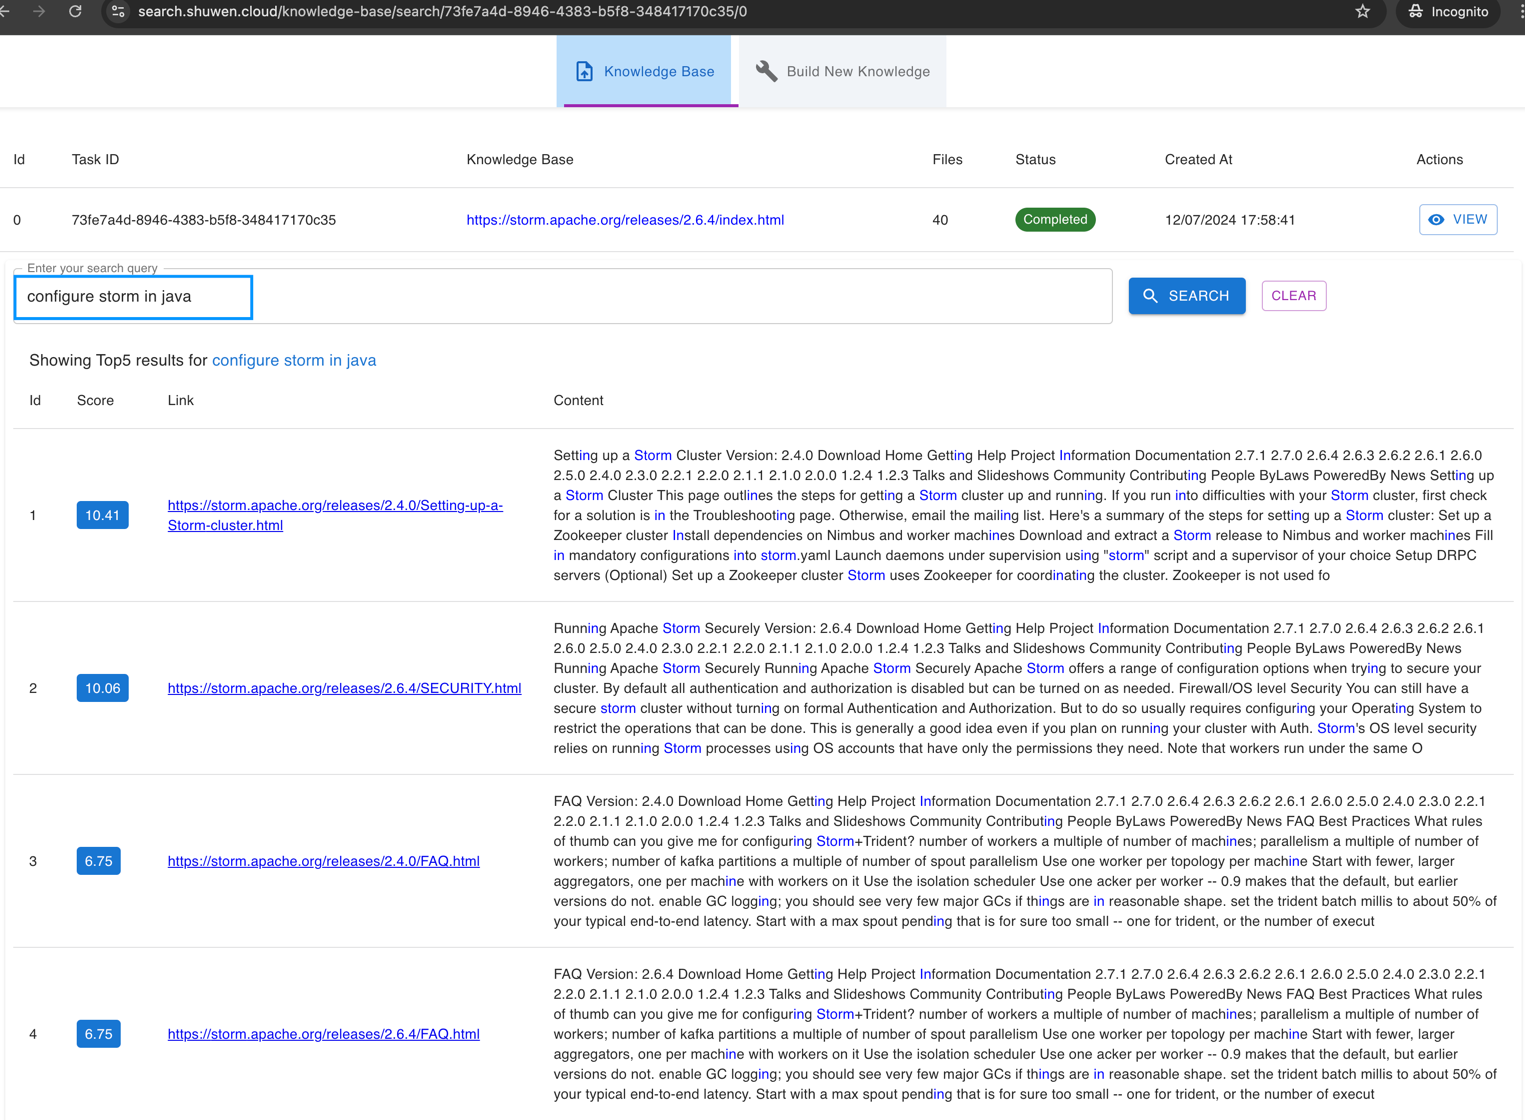 search.shuwen.cloud/knowledge-base/search/73fe7a4d-8946-4383-b5f8-348417170c35/0
Incognito
Knowledge Base
Build New Knowledge
Id Task ID Knowledge Base Files Status Created At Actions
0 73fe7a4d-8946-4383-b5f8-348417170c35 https://storm.apache.org/releases/2.6.4/index.html 40 Completed 12/07/2024 17:58:41 VIEW
Enter your search query
configure storm in java
SEARCH
CLEAR
Showing Top5 results for configure storm in java
Id Score Link Content
1 10.41 https://storm.apache.org/releases/2.4.0/Setting-up-a-
Storm-cluster.html
Setting up a Storm Cluster Version: 2.4.0 Download Home Getting Help Project Information Documentation 2.7.1 2.7.0 2.6.4 2.6.3 2.6.2 2.6.1 2.6.0
2.5.0 2.4.0 2.3.0 2.2.1 2.2.0 2.1.1 2.1.0 2.0.0 1.2.4 1.2.3 Talks and Slideshows Community Contributing People ByLaws PoweredBy News Setting up
a Storm Cluster This page outlines the steps for getting a Storm cluster up and running. If you run into difficulties with your Storm cluster, first check
for a solution is in the Troubleshooting page. Otherwise, email the mailing list. Here's a summary of the steps for setting up a Storm cluster: Set up a
Zookeeper cluster Install dependencies on Nimbus and worker machines Download and extract a Storm release to Nimbus and worker machines Fill
in mandatory configurations into storm.yaml Launch daemons under supervision using "storm" script and a supervisor of your choice Setup DRPC
servers (Optional) Set up a Zookeeper cluster Storm uses Zookeeper for coordinating the cluster. Zookeeper is not used fo
2 10.06 https://storm.apache.org/releases/2.6.4/SECURITY.html
Running Apache Storm Securely Version: 2.6.4 Download Home Getting Help Project Information Documentation 2.7.1 2.7.0 2.6.4 2.6.3 2.6.2 2.6.1
2.6.0 2.5.0 2.4.0 2.3.0 2.2.1 2.2.0 2.1.1 2.1.0 2.0.0 1.2.4 1.2.3 Talks and Slideshows Community Contributing People ByLaws PoweredBy News
Running Apache Storm Securely Running Apache Storm Securely Apache Storm offers a range of configuration options when trying to secure your
cluster. By default all authentication and authorization is disabled but can be turned on as needed. Firewall/OS level Security You can still have a
secure storm cluster without turning on formal Authentication and Authorization. But to do so usually requires configuring your Operating System to
restrict the operations that can be done. This is generally a good idea even if you plan on running your cluster with Auth. Storm's OS level security
relies on running Storm processes using OS accounts that have only the permissions they need. Note that workers run under the same O
3 6.75 https://storm.apache.org/releases/2.4.0/FAQ.html
FAQ Version: 2.4.0 Download Home Getting Help Project Information Documentation 2.7.1 2.7.0 2.6.4 2.6.3 2.6.2 2.6.1 2.6.0 2.5.0 2.4.0 2.3.0 2.2.1
2.2.0 2.1.1 2.1.0 2.0.0 1.2.4 1.2.3 Talks and Slideshows Community Contributing People ByLaws PoweredBy News FAQ Best Practices What rules
of thumb can you give me for configuring Storm+Trident? number of workers a multiple of number of machines; parallelism a multiple of number of
workers; number of kafka partitions a multiple of number of spout parallelism Use one worker per topology per machine Start with fewer, larger
aggregators, one per machine with workers on it Use the isolation scheduler Use one acker per worker -- 0.9 makes that the default, but earlier
versions do not. enable GC logging; you should see very few major GCs if things are in reasonable shape. set the trident batch millis to about 50% of
your typical end-to-end latency. Start with a max spout pending that is for sure too small -- one for trident, or the number of execut
4 6.75 https://storm.apache.org/releases/2.6.4/FAQ.html
FAQ Version: 2.6.4 Download Home Getting Help Project Information Documentation 2.7.1 2.7.0 2.6.4 2.6.3 2.6.2 2.6.1 2.6.0 2.5.0 2.4.0 2.3.0 2.2.1
2.2.0 2.1.1 2.1.0 2.0.0 1.2.4 1.2.3 Talks and Slideshows Community Contributing People ByLaws PoweredBy News FAQ Best Practices What rules
of thumb can you give me for configuring Storm+Trident? number of workers a multiple of number of machines; parallelism a multiple of number of
workers; number of kafka partitions a multiple of number of spout parallelism Use one worker per topology per machine Start with fewer, larger
aggregators, one per machine with workers on it Use the isolation scheduler Use one acker per worker -- 0.9 makes that the default, but earlier
versions do not. enable GC logging; you should see very few major GCs if things are in reasonable shape. set the trident batch millis to about 50% of
your typical end-to-end latency. Start with a max spout pending that is for sure too small -- one for trident, or the number of execut